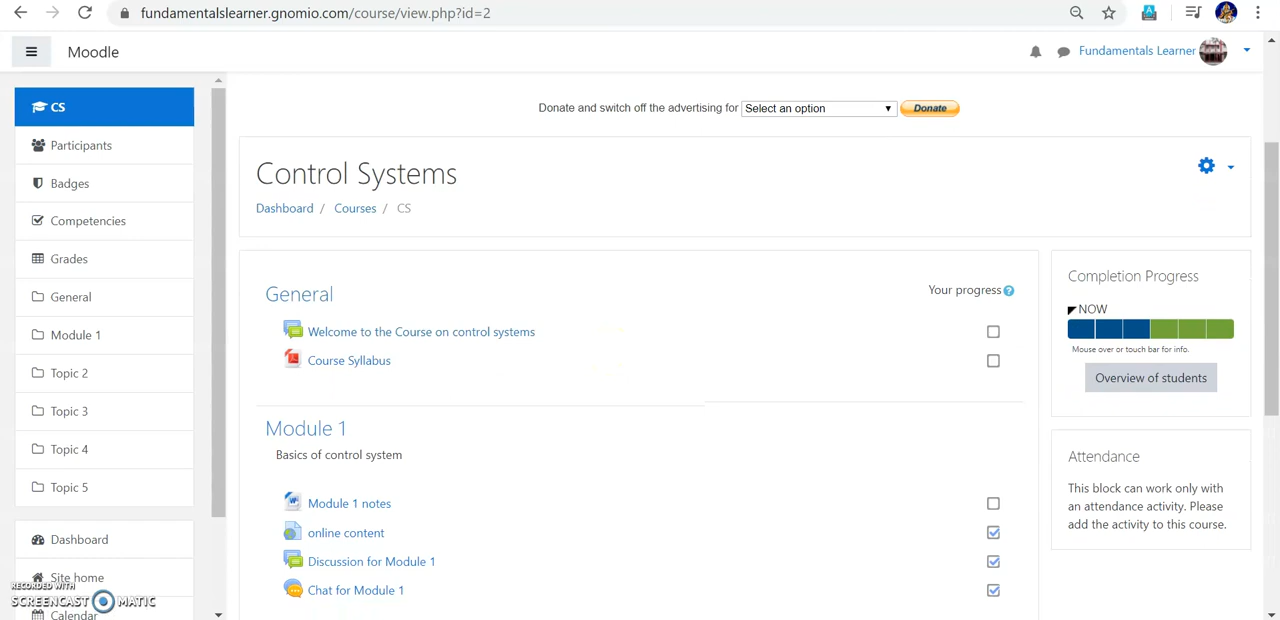 fundamentalslearner.gnomio.com/course/view.php?id=2
Moodle
Fundamentals Learner
CS
Participants
Badges
Competencies
Grades
General
Module 1
Topic 2
Topic 3
Topic 4
Topic 5
Dashboard
Site home
Calendar
RECORDED WITH
SCREENCAST MATIC
Donate and switch off the advertising for Select an option Donate
Control Systems
Dashboard / Courses / CS
General
Your progress
Welcome to the Course on control systems
Course Syllabus
Module 1
Basics of control system
Module 1 notes
online content
Discussion for Module 1
Chat for Module 1
Completion Progress
NOW
Mouse over or touch bar for info.
Overview of students
Attendance
This block can work only with
an attendance activity. Please
add the activity to this course.